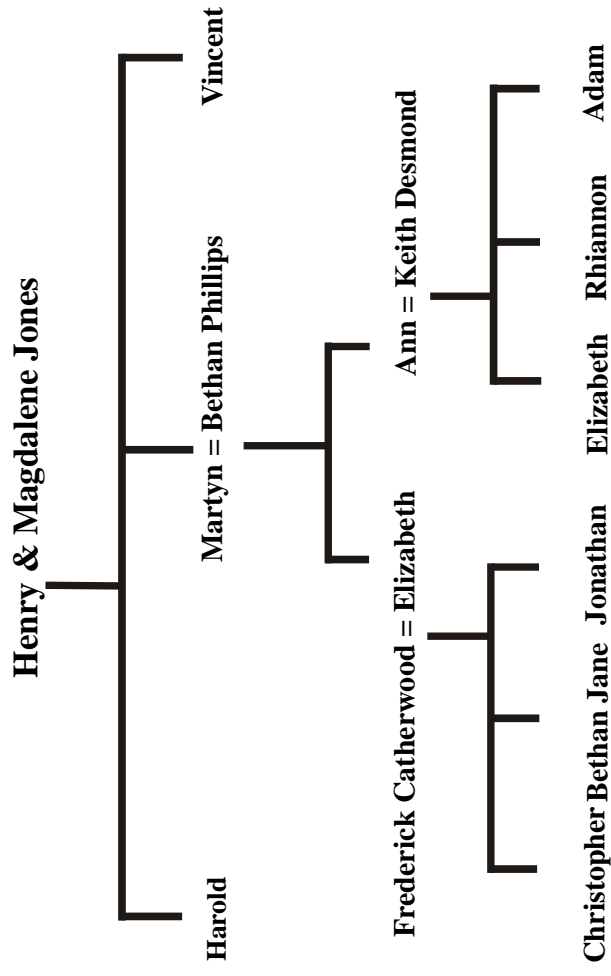 Henry & Magdalene Jones
Harold
Martyn = Bethan Phillips
Vincent
Frederick Catherwood = Elizabeth
Ann = Keith Desmond
Christopher Bethan Jane Jonathan
Elizabeth Rhiannon Adam